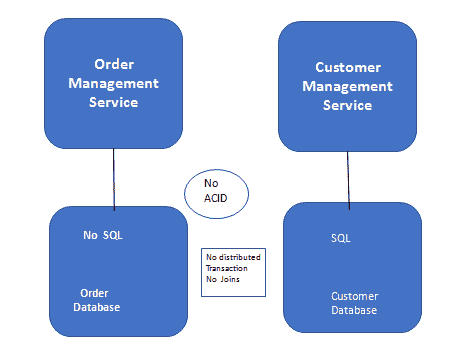 Order
Management
Service
Customer
Management
Service
No
ACID
No SQL
Order
Database
No distributed
Transaction
No Joins
SQL
Customer
Database